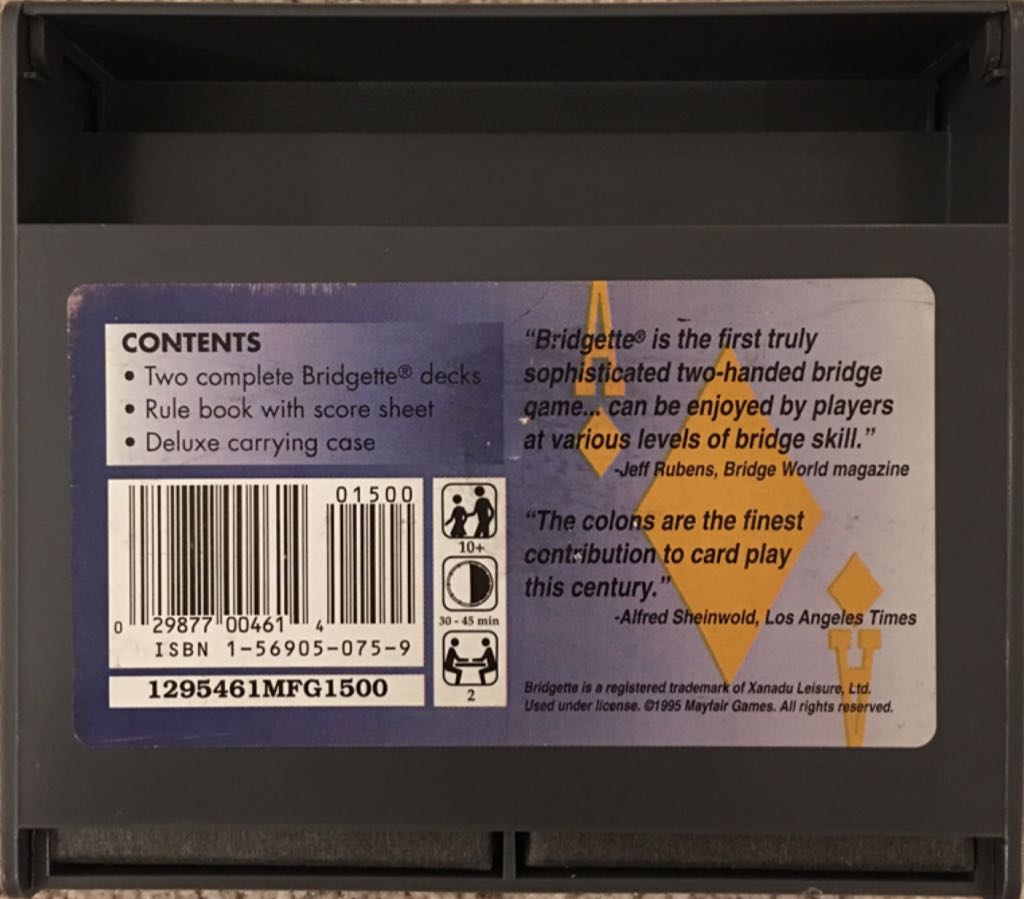 CONTENTS
• Two complete Bridgette® decks
• Rule book with score sheet
• Deluxe carrying case
01500
0 29877 00461 4
ISBN 1-56905-075-9
1295461MFG1500
10+
30 - 45 min
2
A
"Bridgette® is the first truly
sophisticated two-handed bridge
game... can be enjoyed by players
at various levels of bridge skill."
-Jeff Rubens, Bridge World magazine
"The colons are the finest
contribution to card play
this century."
-Alfred Sheinwold, Los Angeles Times
A
Bridgette is a registered trademark of Xanadu Leisure, Ltd.
Used under license. ©1995 Mayfair Games. All rights reserved.